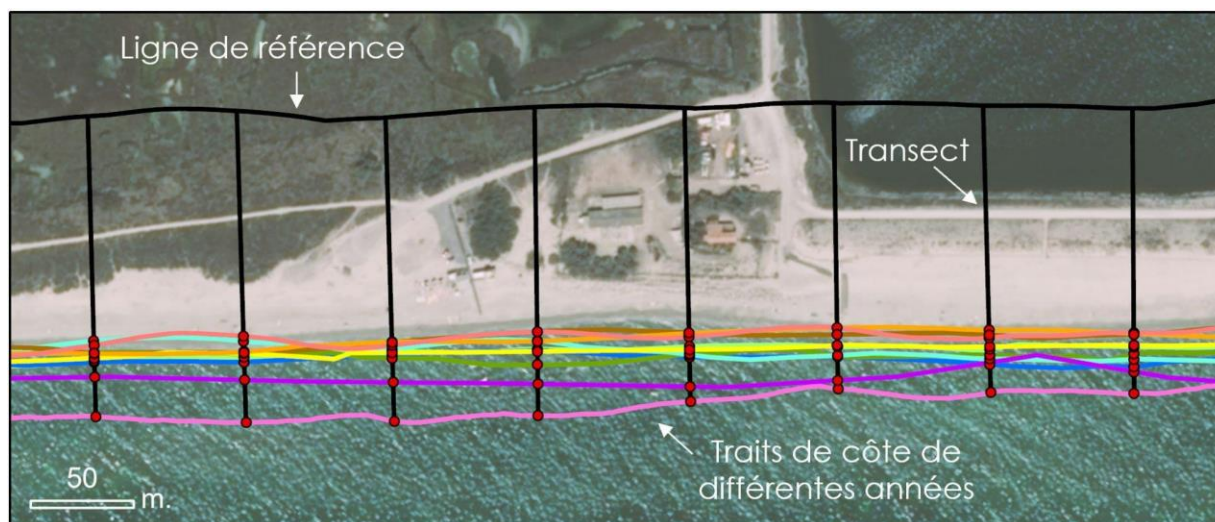 Ligne de référence
Transect
Traits de côte de
différentes années
50
m.